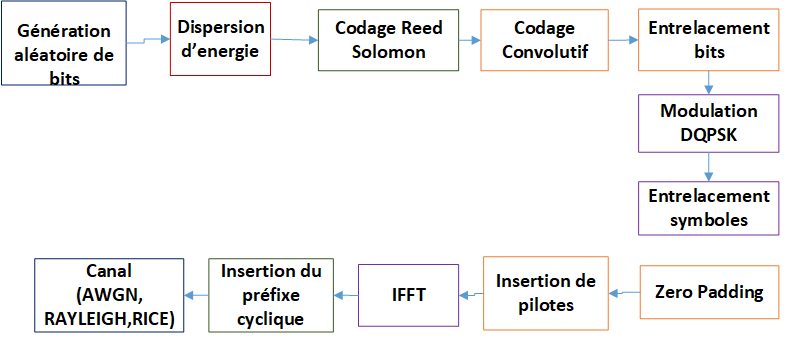 Génération
aléatoire de
bits
Dispersion
d'energie
Codage Reed
Solomon
Codage
Convolutif
Entrelacement
bits
Modulation
DQPSK
Entrelacement
symboles
Zero Padding
Insertion de
pilotes
IFFT
Insertion du
préfixe
cyclique
Canal
(AWGN,
RAYLEIGH,RICE)